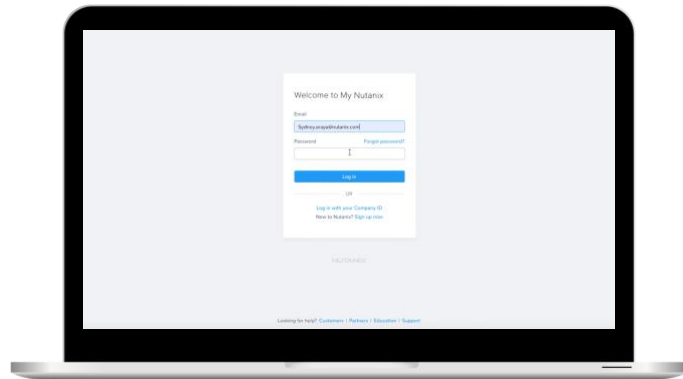 Welcome to My Nutanix
Email
Password Forgot password?
Log in
OR
Log in with your Company ID
New to Nutanix? Sign up now
NUTANIX
Looking for help? Customers | Partners | Education | Support